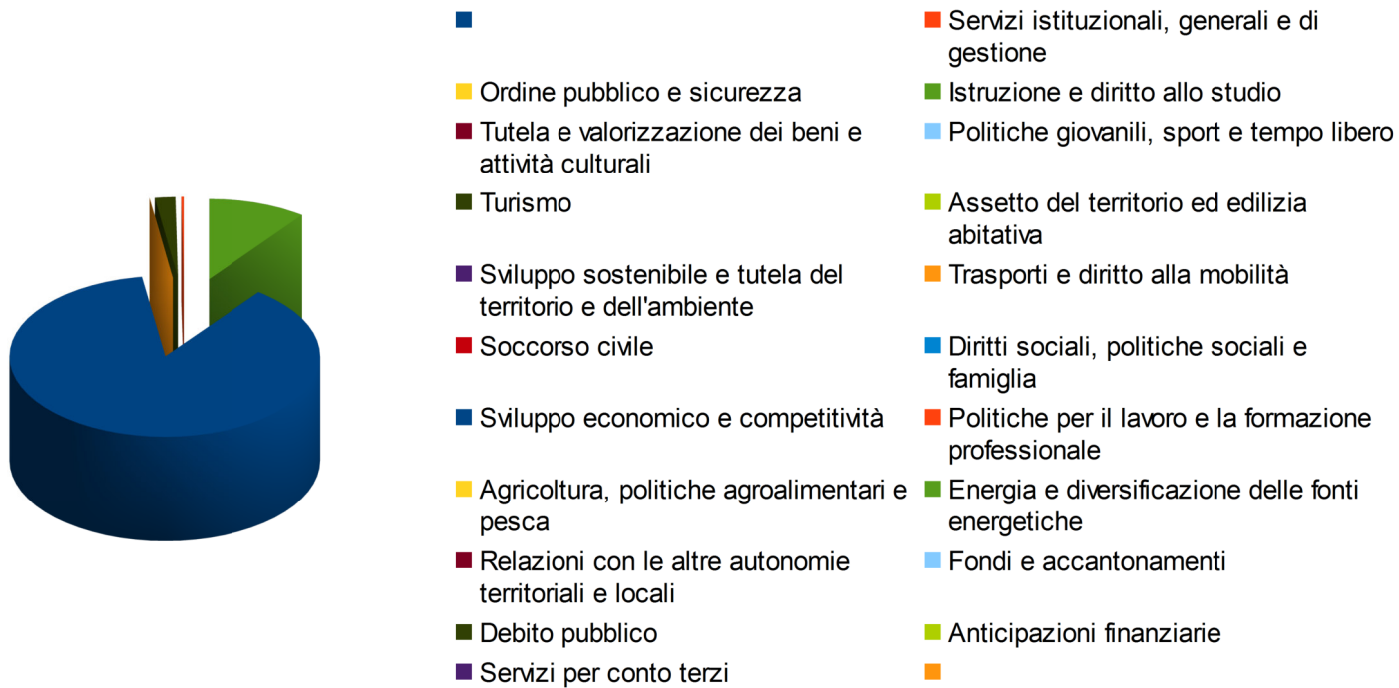 Servizi istituzionali, generali e di
gestione
Ordine pubblico e sicurezza
Istruzione e diritto allo studio
Tutela e valorizzazione dei beni e
attività culturali
Politiche giovanili, sport e tempo libero
Turismo
Assetto del territorio ed edilizia
abitativa
Sviluppo sostenibile e tutela del
territorio e dell'ambiente
Trasporti e diritto alla mobilità
Soccorso civile
Diritti sociali, politiche sociali e
famiglia
Sviluppo economico e competitività
Politiche per il lavoro e la formazione
professionale
Agricoltura, politiche agroalimentari e
pesca
Energia e diversificazione delle fonti
energetiche
Relazioni con le altre autonomie
territoriali e locali
Fondi e accantonamenti
Debito pubblico
Anticipazioni finanziarie
Servizi per conto terzi